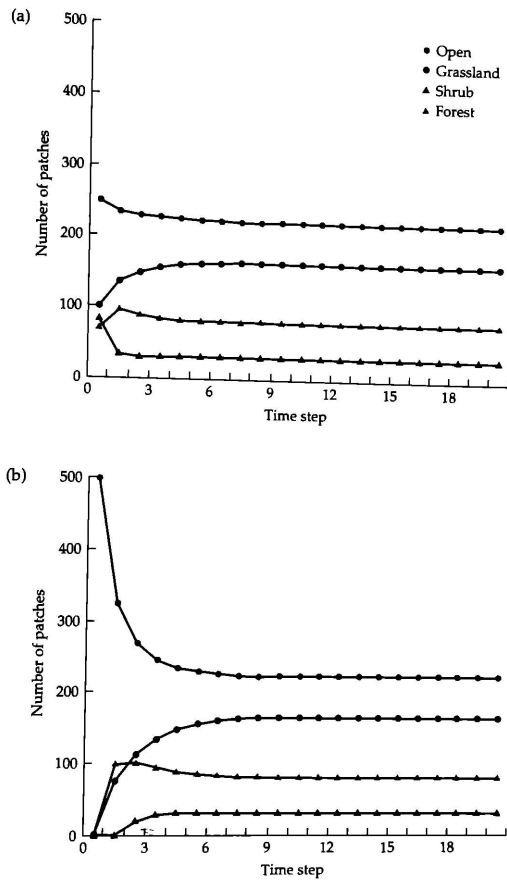 (a)
500
400
300
200
100
0
Number of patches
Open
Grassland
Shrub
Forest
0 3 6 9 12 15 18
Time step
(b)
500
400
300
200
100
0
Number of patches
0 3 6 9 12 15 18
Time step